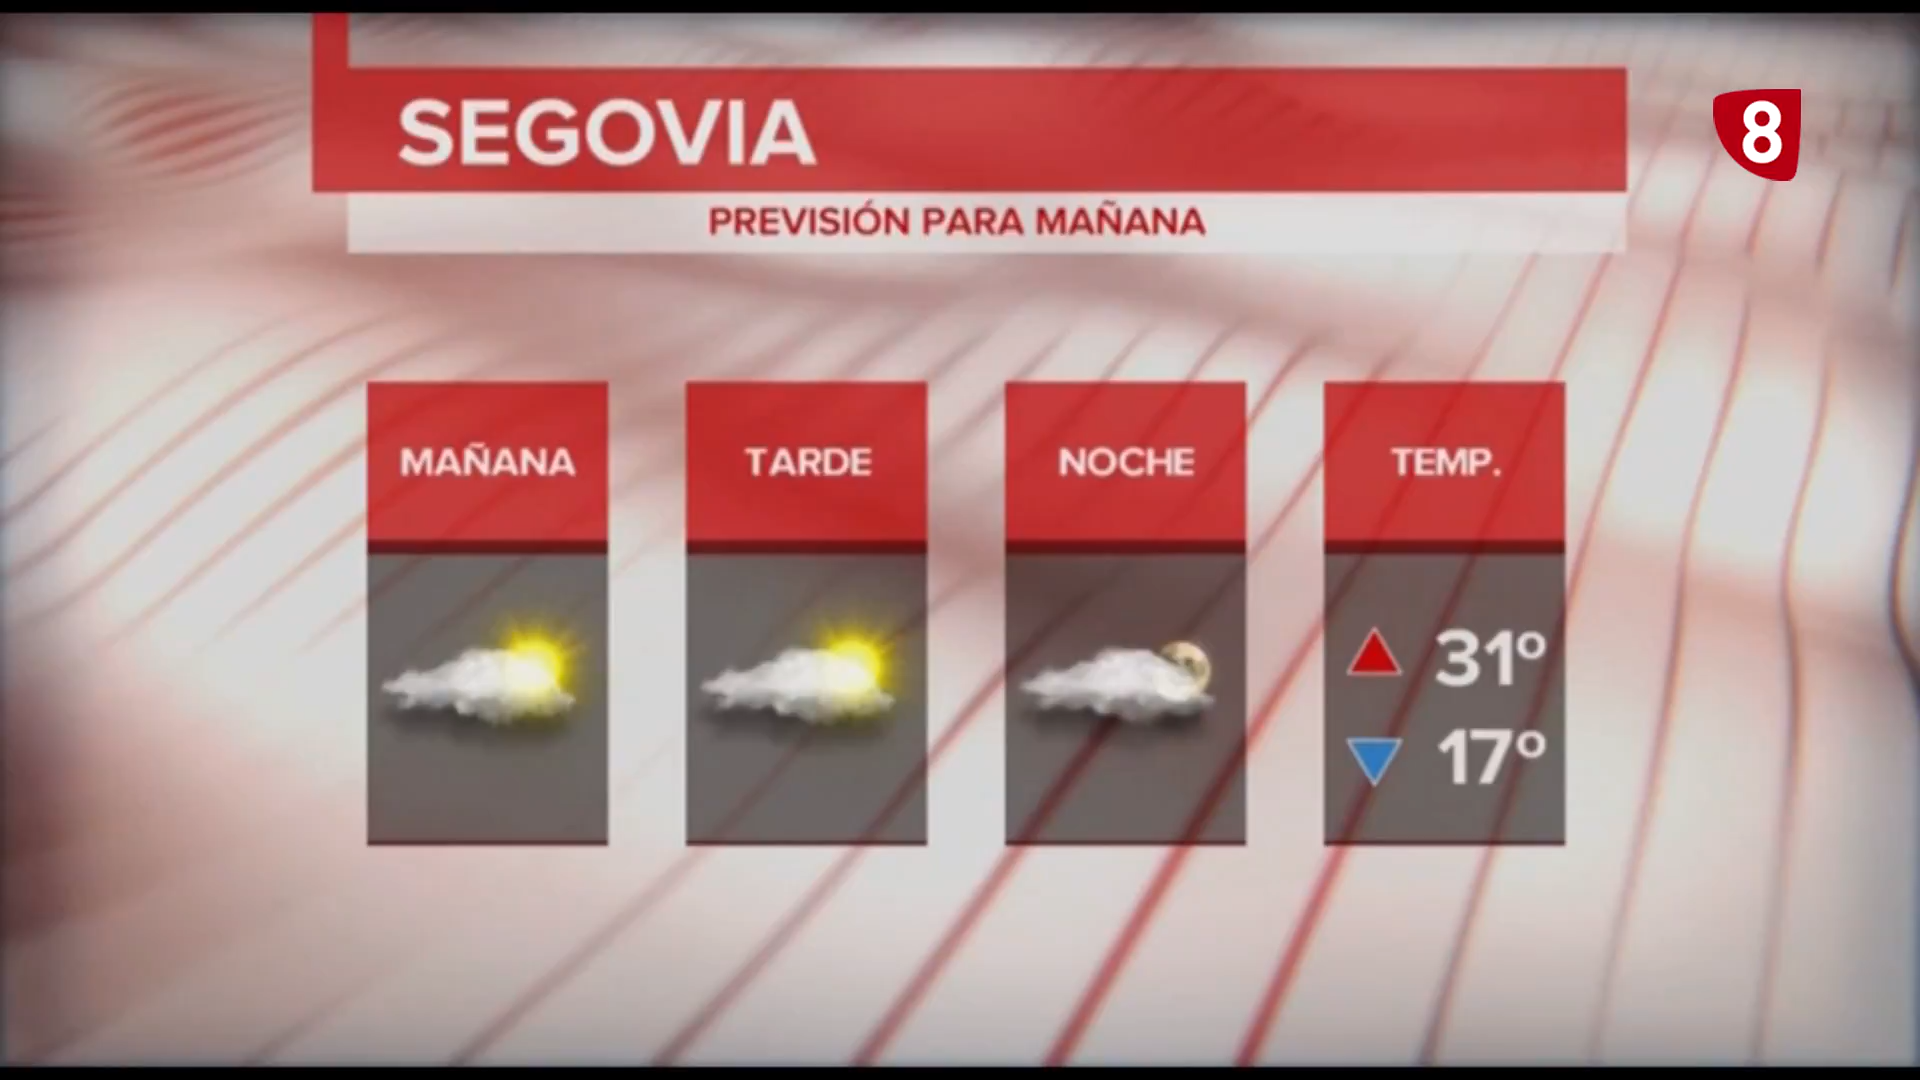 SEGOVIA
8
PREVISIÓN PARA MAÑANA
MAÑANA
TARDE
NOCHE
TEMP.
31º
17º